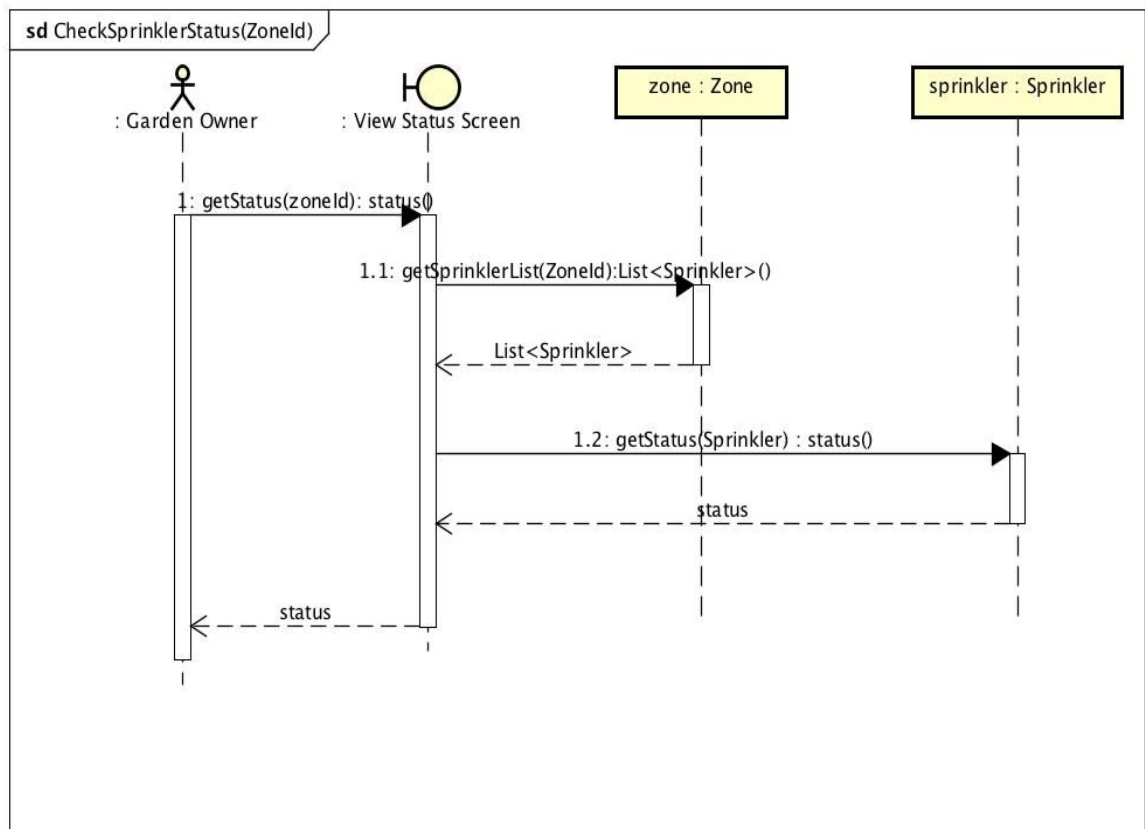 sd CheckSprinklerStatus(ZoneId)
: Garden Owner
: View Status Screen
zone : Zone
sprinkler : Sprinkler
1: getStatus(zoneId): status()
1.1: getSprinklerList(ZoneId):List<Sprinkler>()
List<Sprinkler>
1.2: getStatus(Sprinkler) : status()
status
status